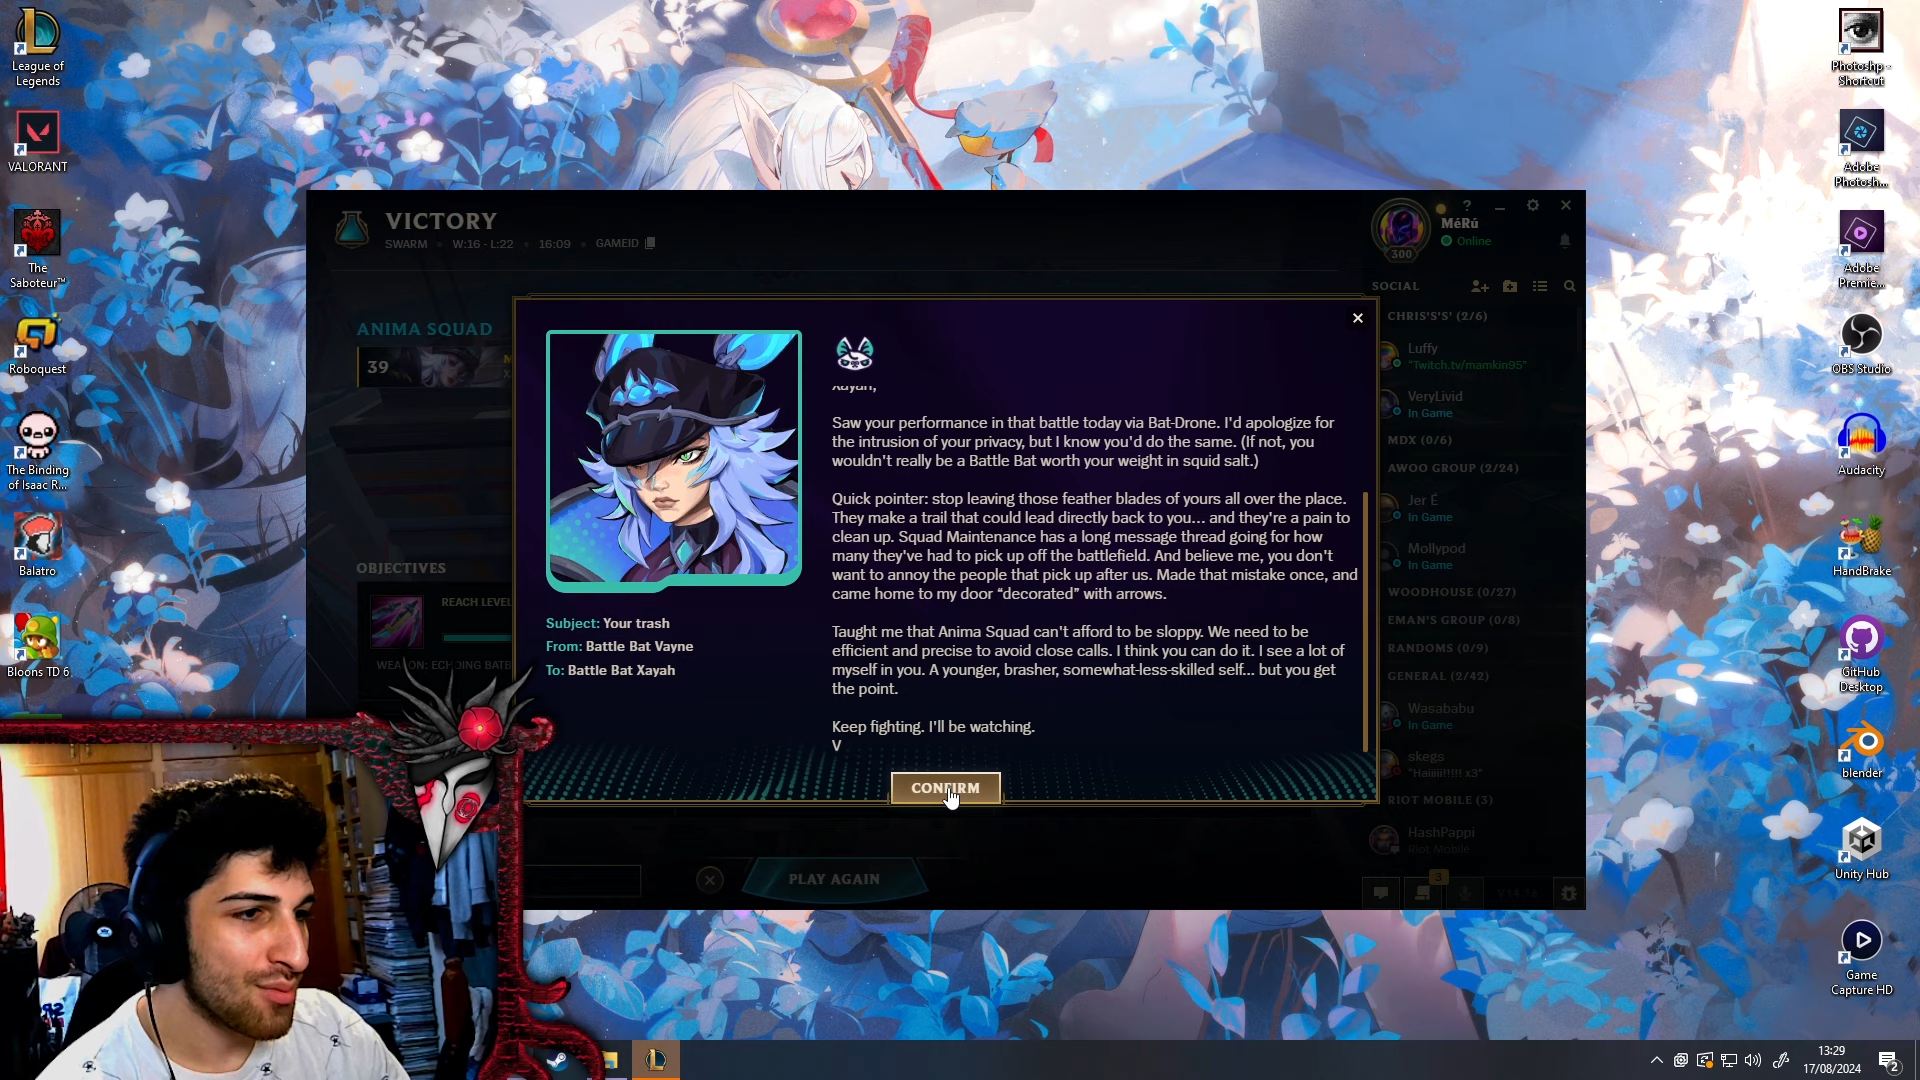 League of
Legends
VALORANT
The
Saboteur™
Roboquest
The Binding
of Isaac R...
Balatro
Bloons TD 6
VICTORY
SWARM
W:16 - L:22
16:09
GAMEID
ANIMA SQUAD
39
OBJECTIVES
REACH LEVEL
Subject: Your trash
From: Battle Bat Vayne
To: Battle Bat Xayah
Xayah,
Saw your performance in that battle today via Bat-Drone. I'd apologize for
the intrusion of your privacy, but I know you'd do the same. (If not, you
wouldn't really be a Battle Bat worth your weight in squid salt.)
Quick pointer: stop leaving those feather blades of yours all over the place.
They make a trail that could lead directly back to you... and they're a pain to
clean up. Squad Maintenance has a long message thread going for how
many they've had to pick up off the battlefield. And believe me, you don't
want to annoy the people that pick up after us. Made that mistake once, and
came home to my door “decorated” with arrows.
Taught me that Anima Squad can't afford to be sloppy. We need to be
efficient and precise to avoid close calls. I think you can do it. I see a lot of
myself in you. A younger, brasher, somewhat-less-skilled self... but you get
the point.
Keep fighting. I'll be watching.
V
CONFIRM
PLAY AGAIN
MéRú
Online
300
SOCIAL
CHRIS'S'S' (2/6)
Luffy
"Twitch.tv/mamkin95"
VeryLivid
In Game
MDX (0/6)
AWOO GROUP (2/24)
Jer É
In Game
Mollypod
In Game
WOODHOUSE (0/27)
EMAN'S GROUP (0/8)
RANDOMS (0/9)
GENERAL (2/42)
Wasababu
In Game
skegs
"Haiiiii!!!!! x3"
RIOT MOBILE (3)
HashPappi
Riot Mobile
3
Photoshp -
Shortcut
Adobe
Photosh...
Adobe
Premie...
OBS Studio
Audacity
HandBrake
GitHub
Desktop
blender
Unity Hub
Game
Capture HD
13:29
17/08/2024
2